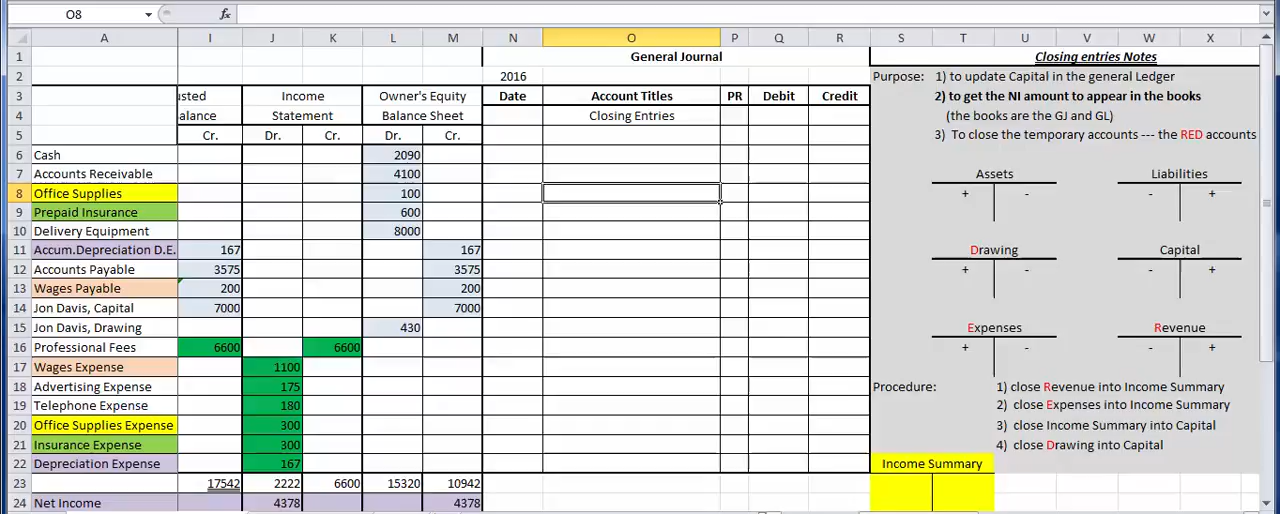 O8 fx
A I J K L M N O P Q R S T U V W X
1 General Journal Closing entries Notes
2 2016 Purpose: 1) to update Capital in the general Ledger
3 usted Income Owner's Equity Date Account Titles PR Debit Credit 2) to get the NI amount to appear in the books
4 alance Statement Balance Sheet Closing Entries (the books are the GJ and GL)
5 Cr. Dr. Cr. Dr. Cr. 3) To close the temporary accounts --- the RED accounts
6 Cash 2090
7 Accounts Receivable 4100 Assets Liabilities
8 Office Supplies 100 + - - +
9 Prepaid Insurance 600
10 Delivery Equipment 8000
11 Accum.Depreciation D.E. 167 167 Drawing Capital
12 Accounts Payable 3575 3575 + - - +
13 Wages Payable 200 200
14 Jon Davis, Capital 7000 7000
15 Jon Davis, Drawing 430 Expenses Revenue
16 Professional Fees 6600 6600 + - - +
17 Wages Expense 1100
18 Advertising Expense 175 Procedure: 1) close Revenue into Income Summary
19 Telephone Expense 180 2) close Expenses into Income Summary
20 Office Supplies Expense 300 3) close Income Summary into Capital
21 Insurance Expense 300 4) close Drawing into Capital
22 Depreciation Expense 167 Income Summary
23 17542 2222 6600 15320 10942
24 Net Income 4378 4378